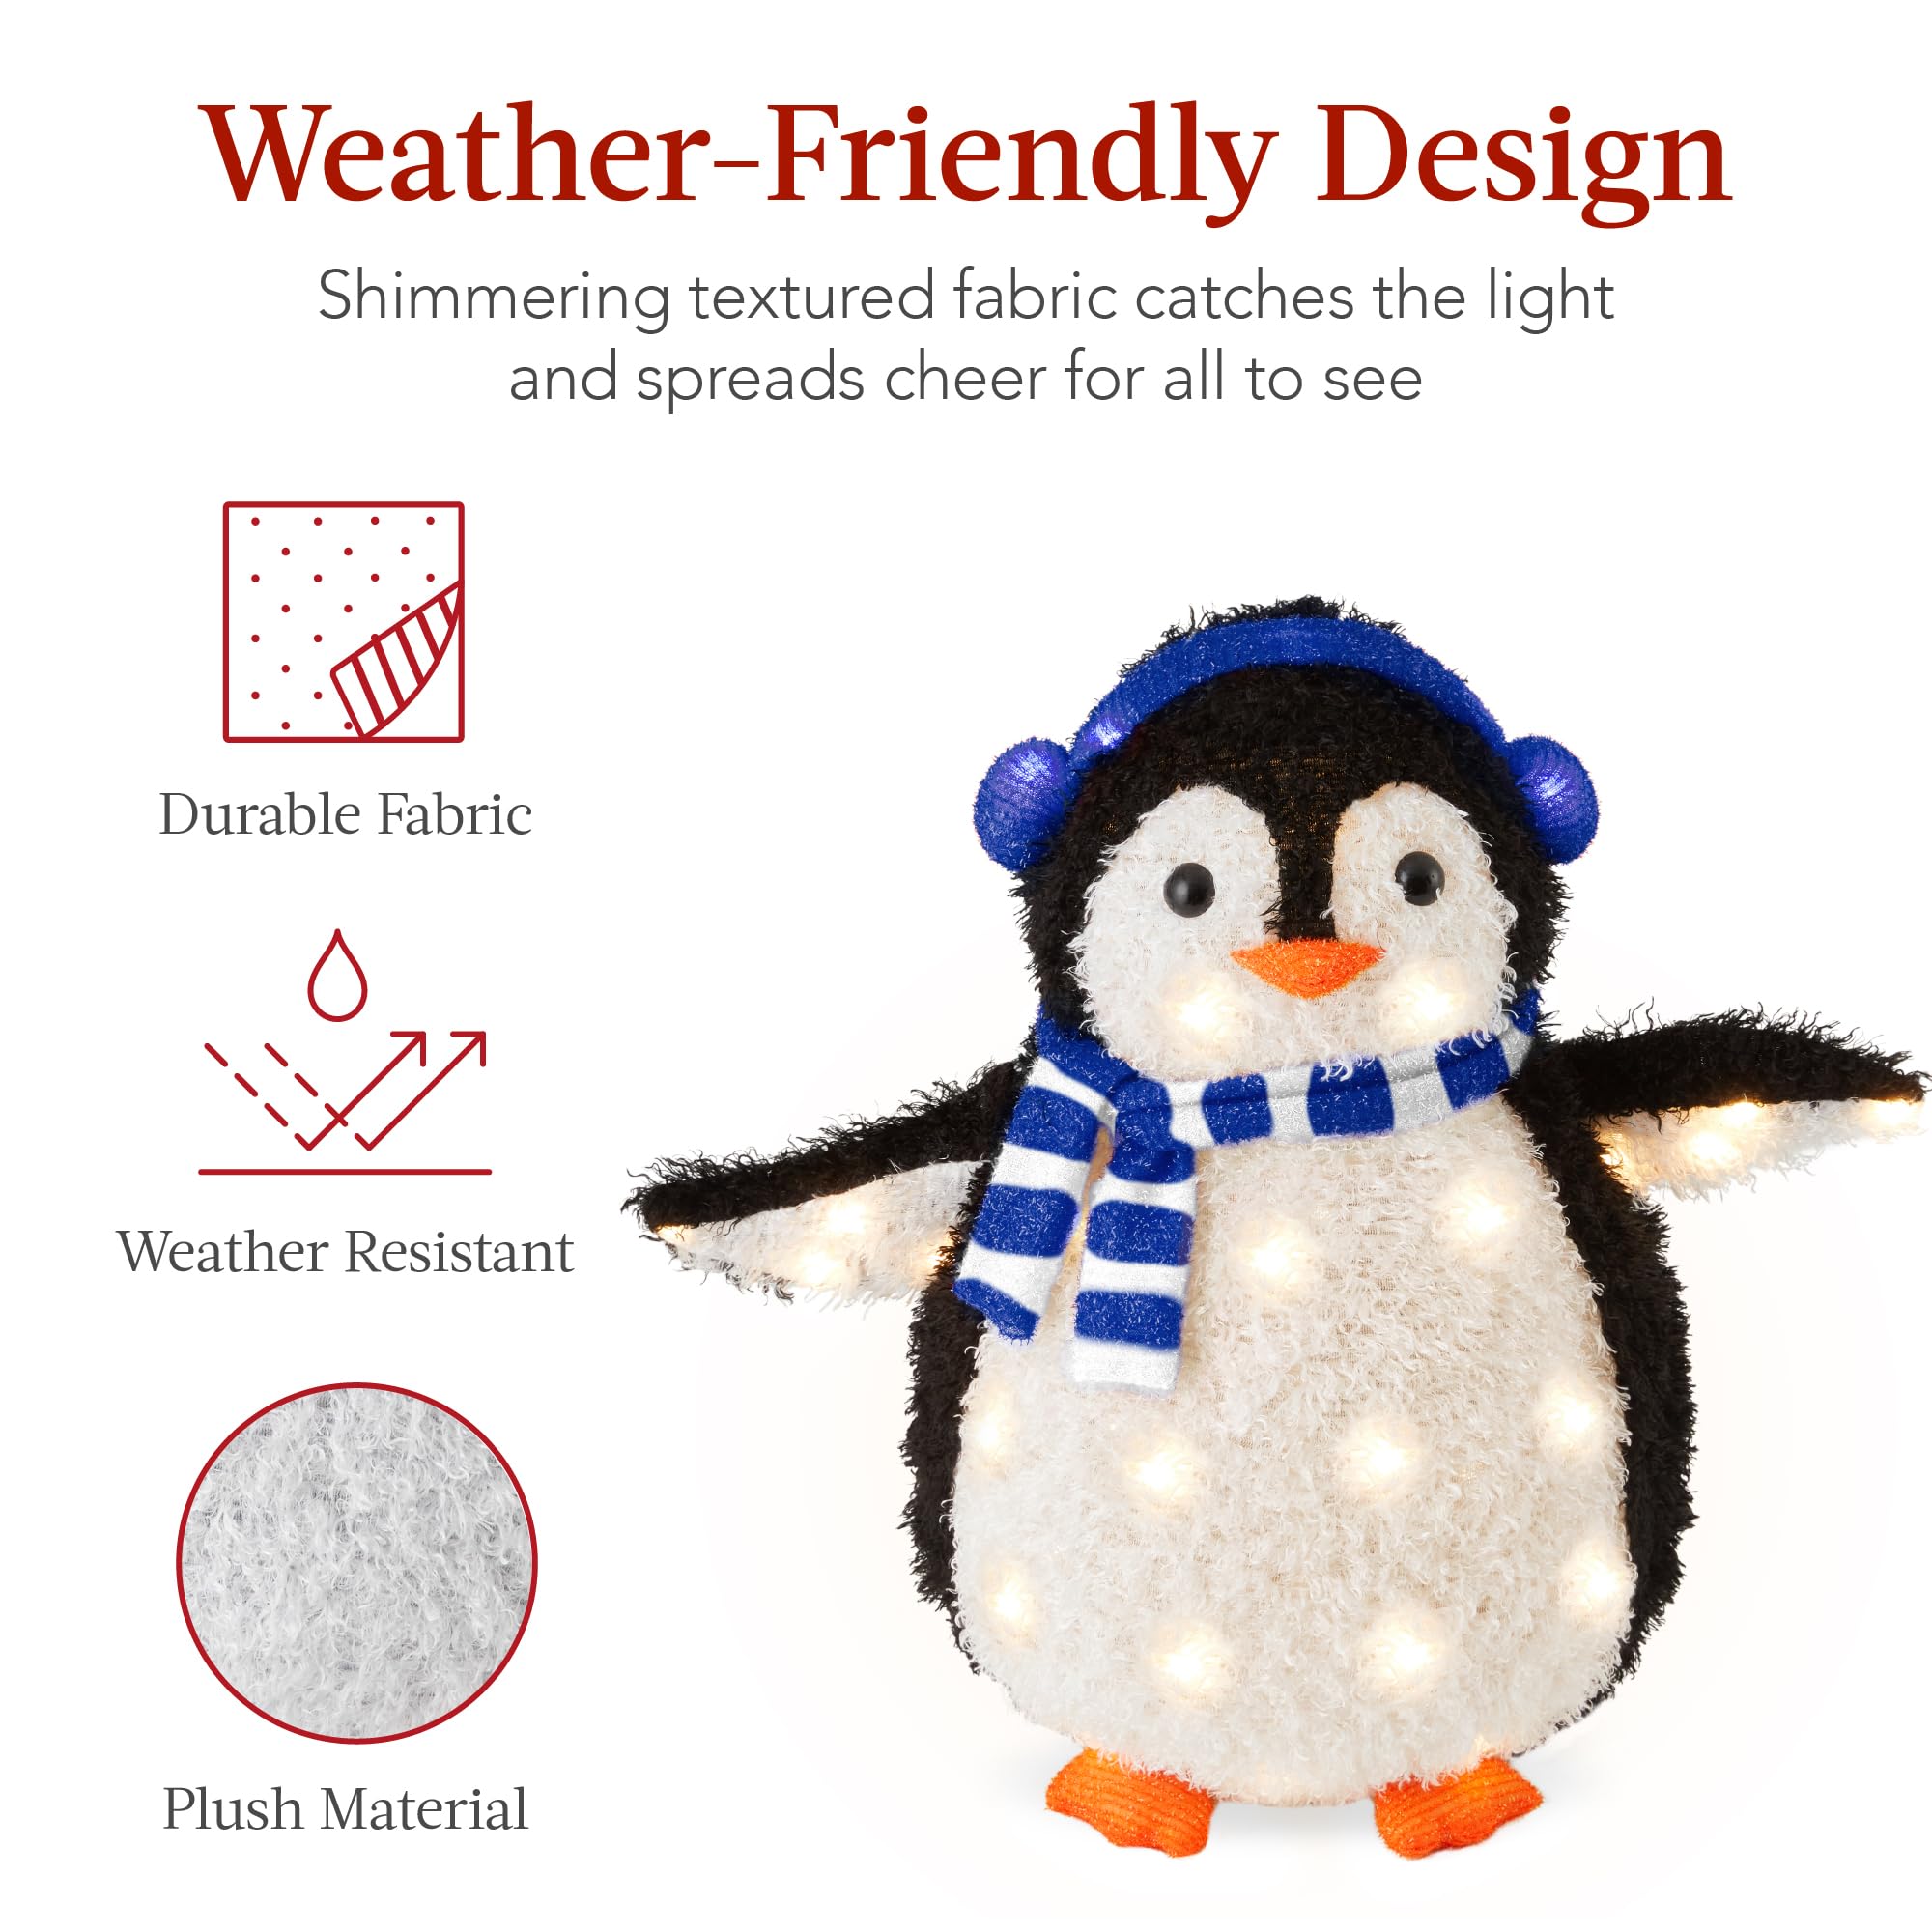 Weather-Friendly Design
Shimmering textured fabric catches the light
and spreads cheer for all to see
Durable Fabric
Weather Resistant
Plush Material